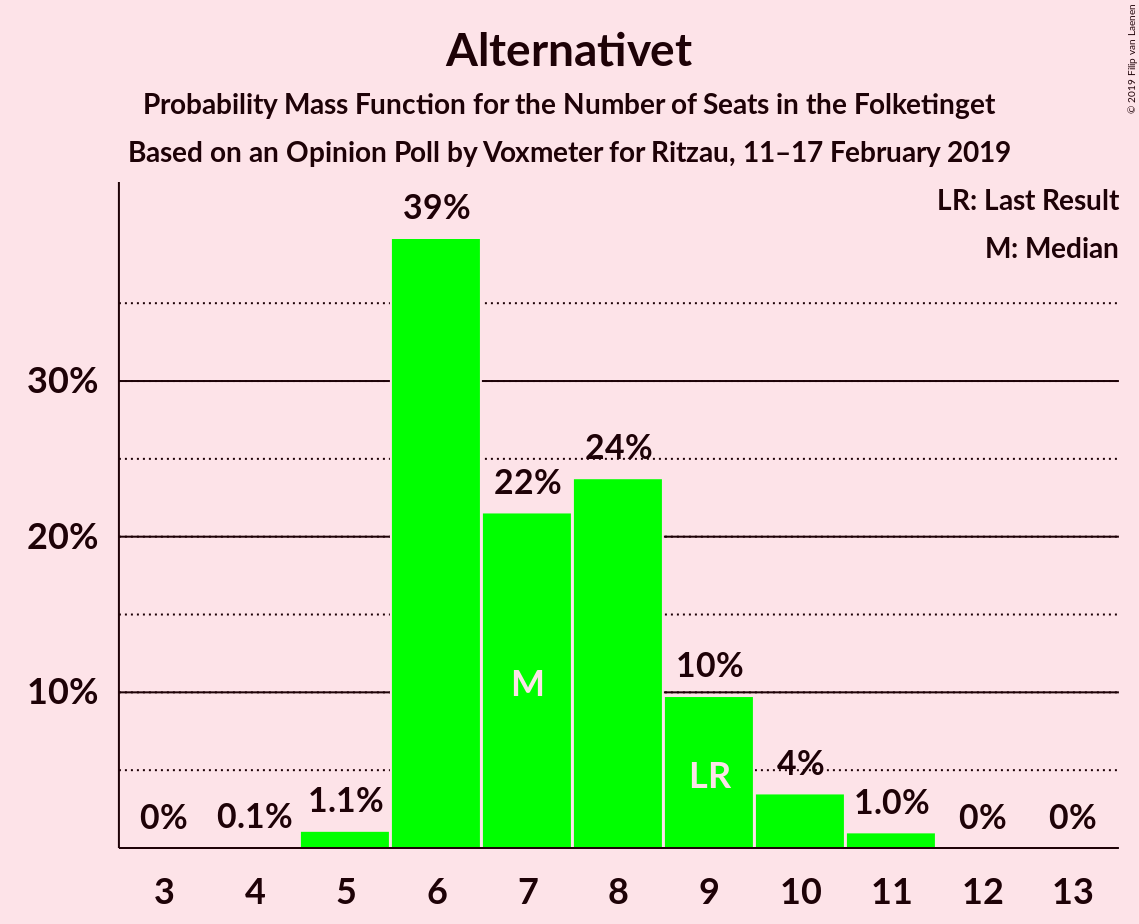 Alternativet
Probability Mass Function for the Number of Seats in the Folketinget
Based on an Opinion Poll by Voxmeter for Ritzau, 11–17 February 2019
© 2019 Filip van Laenen
LR: Last Result
M: Median
39%
30%
24%
22%
20%
M
10%
10%
LR
4%
0%
0.1%
1.1%
1.0%
0%
0%
3 4 5 6 7 8 9 10 11 12 13